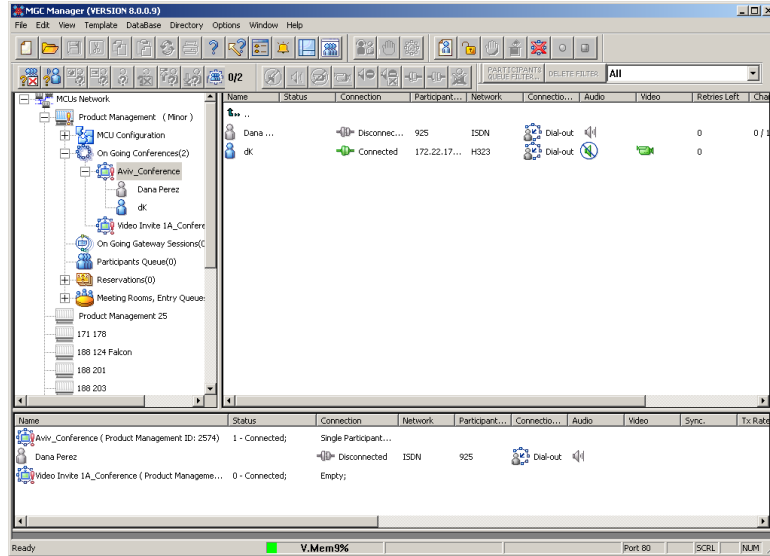 MGC Manager (VERSION 8.0.0.9)
File Edit View Template DataBase Directory Options Window Help
0/2 PARTICIPANTS QUEUE FILTER... DELETE FILTER All
MCUs Network
Product Management ( Minor )
MCU Configuration
On Going Conferences(2)
Aviv_Conference
Dana Perez
dK
Video Invite 1A_Confere
On Going Gateway Sessions(C
Participants Queue(0)
Reservations(0)
Meeting Rooms, Entry Queue:
Product Management 25
171 178
188 124 Falcon
188 201
188 203
Name Status Connection Participant... Network Connectio... Audio Video Retries Left Chai
..
Dana ... Disconnec... 925 ISDN Dial-out 0 0 / 1
dK Connected 172.22.17... H323 Dial-out 0
Name Status Connection Network Participant... Connectio... Audio Video Sync. Tx Rate
Aviv_Conference ( Product Management ID: 2574) 1 - Connected; Single Participant...
Dana Perez Disconnected ISDN 925 Dial-out
Video Invite 1A_Conference ( Product Manageme... 0 - Connected; Empty;
Ready V.Mem9% Port 80 SCRL NUM